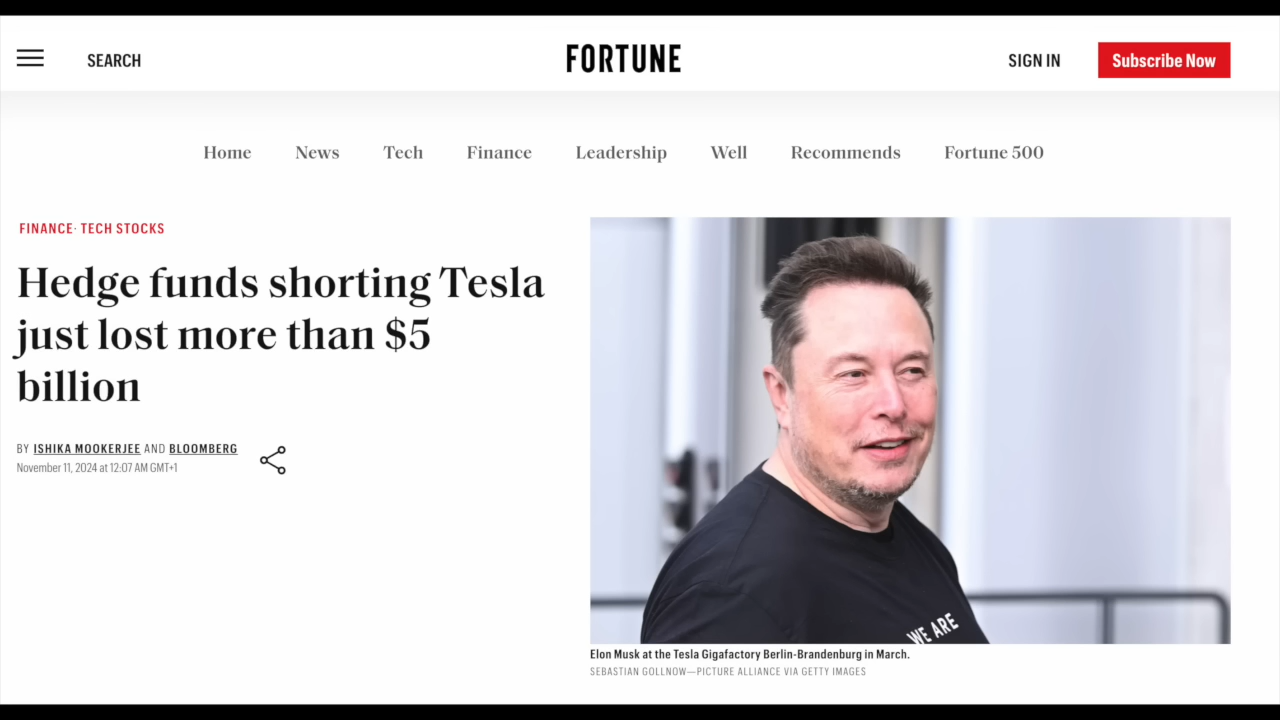 SEARCH
FORTUNE
SIGN IN
Subscribe Now
Home
News
Tech
Finance
Leadership
Well
Recommends
Fortune 500
FINANCE· TECH STOCKS
Hedge funds shorting Tesla
just lost more than $5
billion
BY ISHIKA MOOKERJEE AND BLOOMBERG
November 11, 2024 at 12:07 AM GMT+1
WE ARE
Elon Musk at the Tesla Gigafactory Berlin-Brandenburg in March.
SEBASTIAN GOLLNOW—PICTURE ALLIANCE VIA GETTY IMAGES